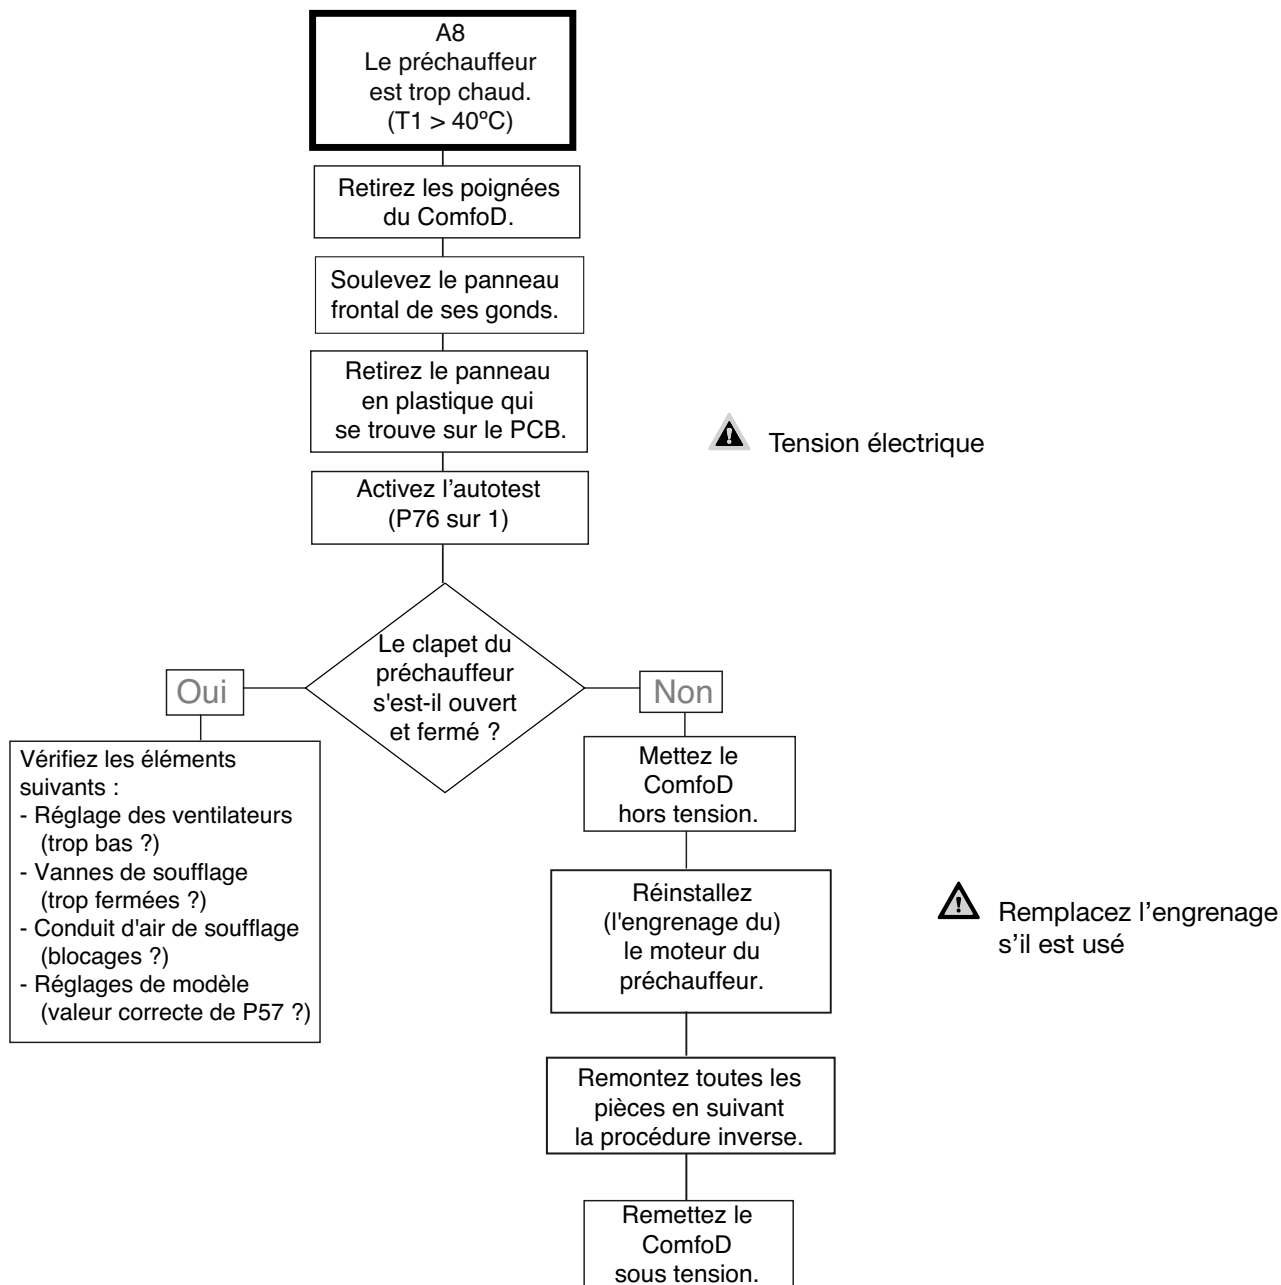 A8
Le préchauffeur
est trop chaud.
(T1 > 40ºC)
Retirez les poignées
du ComfoD.
Soulevez le panneau
frontal de ses gonds.
Retirez le panneau
en plastique qui
se trouve sur le PCB.
Tension électrique
Activez l'autotest
(P76 sur 1)
Le clapet du
préchauffeur
s'est-il ouvert
et fermé ?
Oui
Non
Vérifiez les éléments
suivants :
- Réglage des ventilateurs
(trop bas ?)
- Vannes de soufflage
(trop fermées ?)
- Conduit d'air de soufflage
(blocages ?)
- Réglages de modèle
(valeur correcte de P57 ?)
Mettez le
ComfoD
hors tension.
Réinstallez
(l'engrenage du)
le moteur du
préchauffeur.
Remplacez l’engrenage
s’il est usé
Remontez toutes les
pièces en suivant
la procédure inverse.
Remettez le
ComfoD
sous tension.